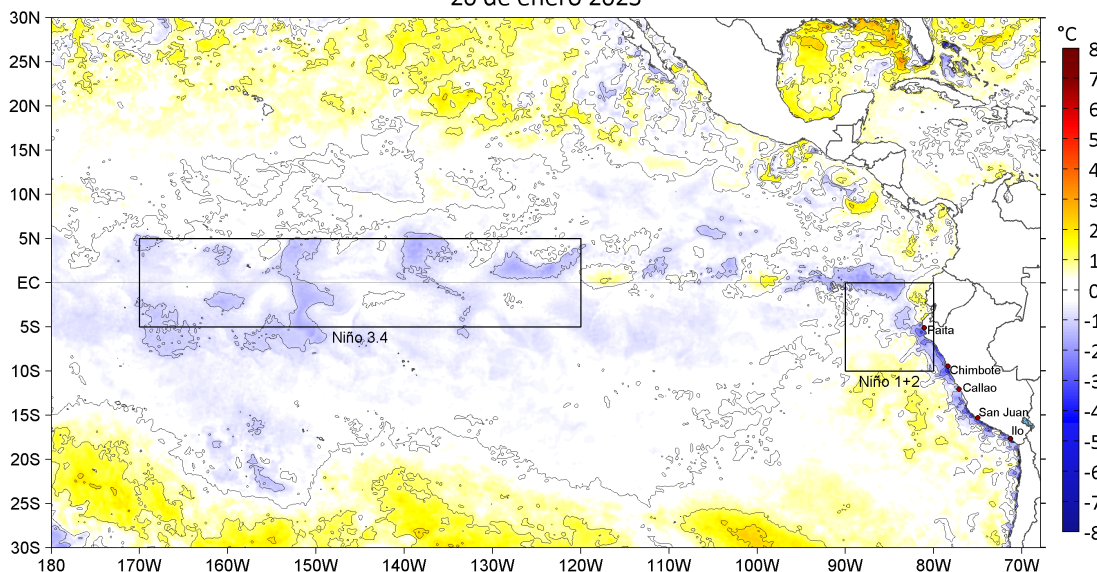 20 de enero 2023
°C
30N
25N
20N
15N
10N
5N
EC
5S
10S
15S
20S
25S
30S
Niño 3.4
Niño 1+2
Paita
Chimbote
Callao
San Juan
Ilo
180 170W 160W 150W 140W 130W 120W 110W 100W 90W 80W 70W
8
7
6
5
4
3
2
1
0
-1
-2
-3
-4
-5
-6
-7
-8